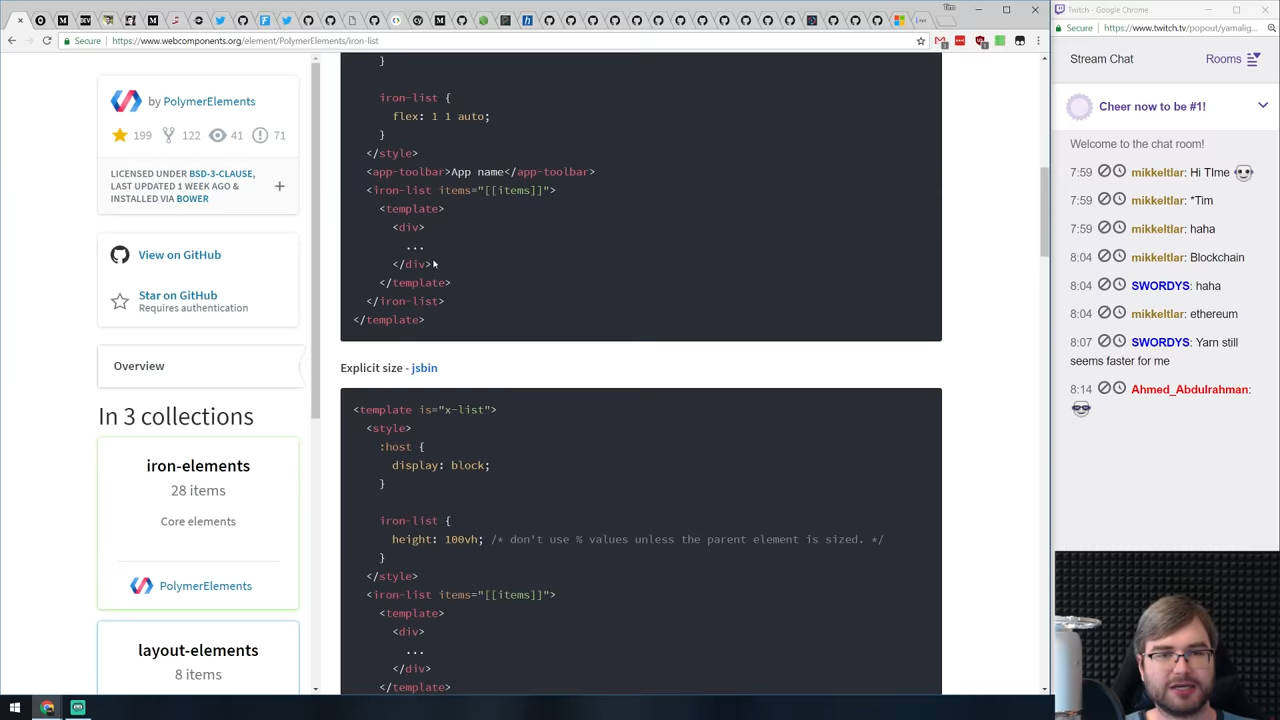 Secure
https://www.webcomponents.org/element/PolymerElements/iron-list
by PolymerElements
199
122
41
71
LICENSED UNDER BSD-3-CLAUSE,
LAST UPDATED 1 WEEK AGO &
INSTALLED VIA BOWER
+
View on GitHub
Star on GitHub
Requires authentication
Overview
In 3 collections
iron-elements
28 items
Core elements
PolymerElements
layout-elements
8 items
}
iron-list {
flex: 1 1 auto;
}
</style>
<app-toolbar>App name</app-toolbar>
<iron-list items="[[items]]">
<template>
<div>
...
</div>
</template>
</iron-list>
</template>
Explicit size - jsbin
<template is="x-list">
<style>
:host {
display: block;
}
iron-list {
height: 100vh; /* don't use % values unless the parent element is sized. */
}
</style>
<iron-list items="[[items]]">
<template>
<div>
...
</div>
</template>
Twitch - Google Chrome
Secure
https://www.twitch.tv/popout/yamalig...
Stream Chat
Rooms
Cheer now to be #1!
Welcome to the chat room!
7:59 mikkeltlar: Hi TIme
7:59 mikkeltlar: *Tim
7:59 mikkeltlar: haha
8:04 mikkeltlar: Blockchain
8:04 SWORDYS: haha
8:04 mikkeltlar: ethereum
8:07 SWORDYS: Yarn still
seems faster for me
8:14 Ahmed_Abdulrahman: